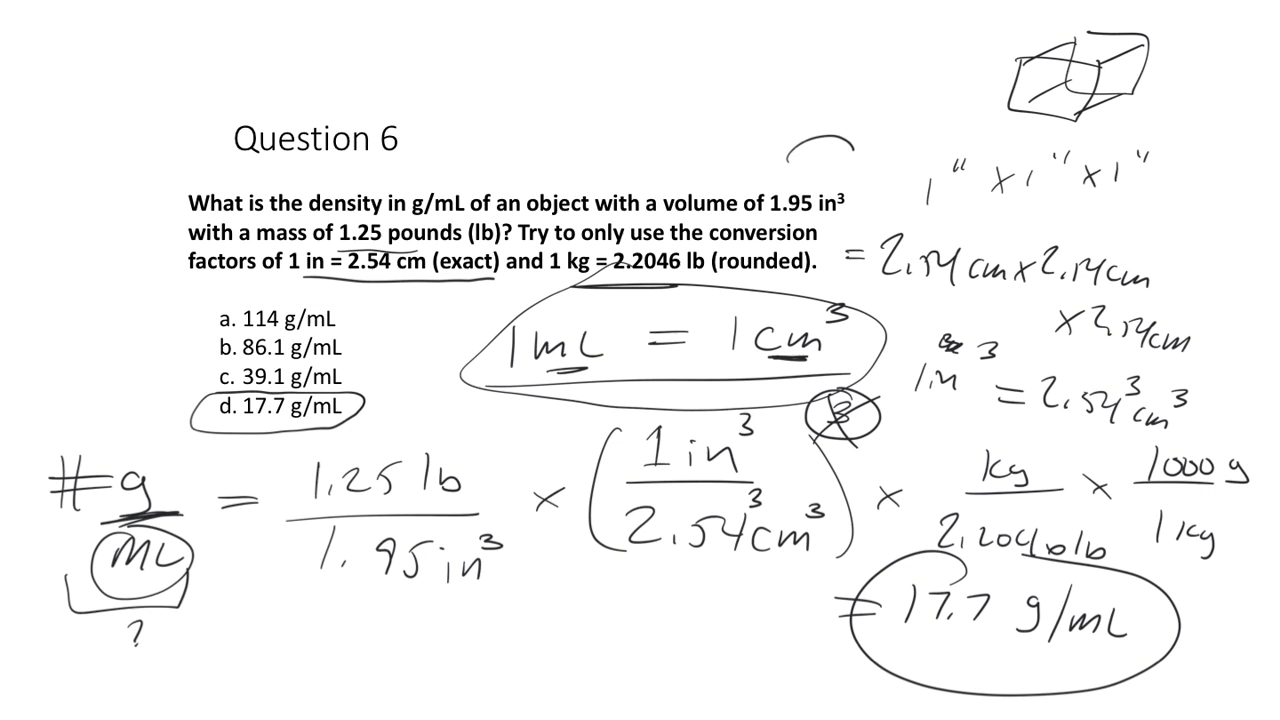 Question 6
What is the density in g/mL of an object with a volume of 1.95 in³
with a mass of 1.25 pounds (lb)? Try to only use the conversion
factors of 1 in = 2.54 cm (exact) and 1 kg = 2.2046 lb (rounded).
a. 114 g/mL
b. 86.1 g/mL
c. 39.1 g/mL
d. 17.7 g/mL
1" x 1" x 1"
= 2.54 cm x 2.54 cm
x 2.54 cm
1 in³ = 2.54³ cm³
1 mL = 1 cm³
# g / mL = 1.25 lb / 1.95 in³ x ( 1 in³ / 2.54³ cm³ ) x kg / 2.2046 lb x 1000 g / 1 kg
?
= 17.7 g/mL